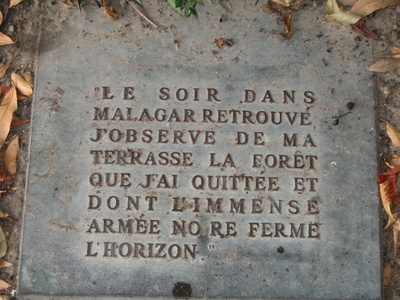 "LE SOIR DANS
MALAGAR RETROUVÉ
J'OBSERVE DE MA
TERRASSE LA FORÊT
QUE J'AI QUITTÉE ET
DONT L'IMMENSE
ARMÉE NO RE FERME
L'HORIZON."